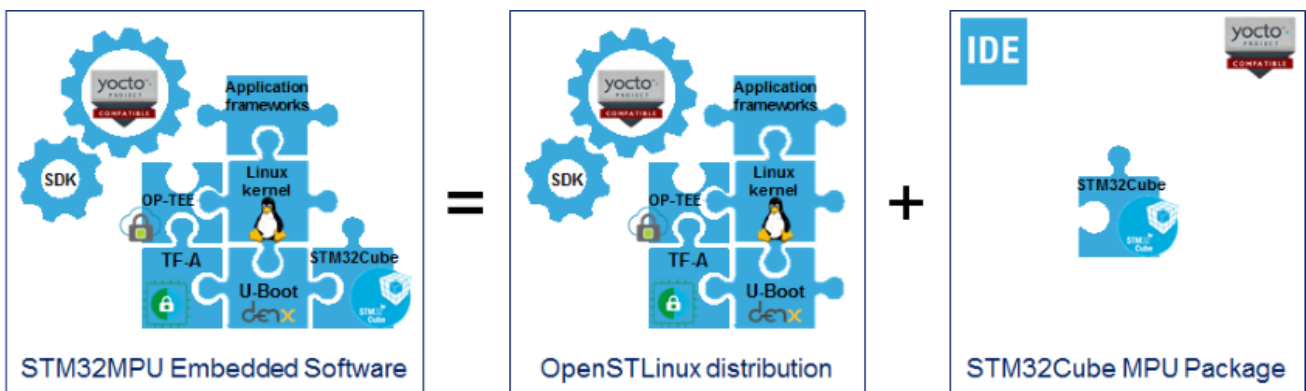 yocto
PROJECT
COMPATIBLE
Application
frameworks
SDK
Linux
kernel
OP-TEE
TF-A
STM32Cube
U-Boot
denx
STM32
Cube
STM32MPU Embedded Software
=
yocto
PROJECT
COMPATIBLE
Application
frameworks
SDK
Linux
kernel
OP-TEE
TF-A
U-Boot
denx
OpenSTLinux distribution
+
IDE
yocto
PROJECT
COMPATIBLE
STM32Cube
STM32
Cube
STM32Cube MPU Package